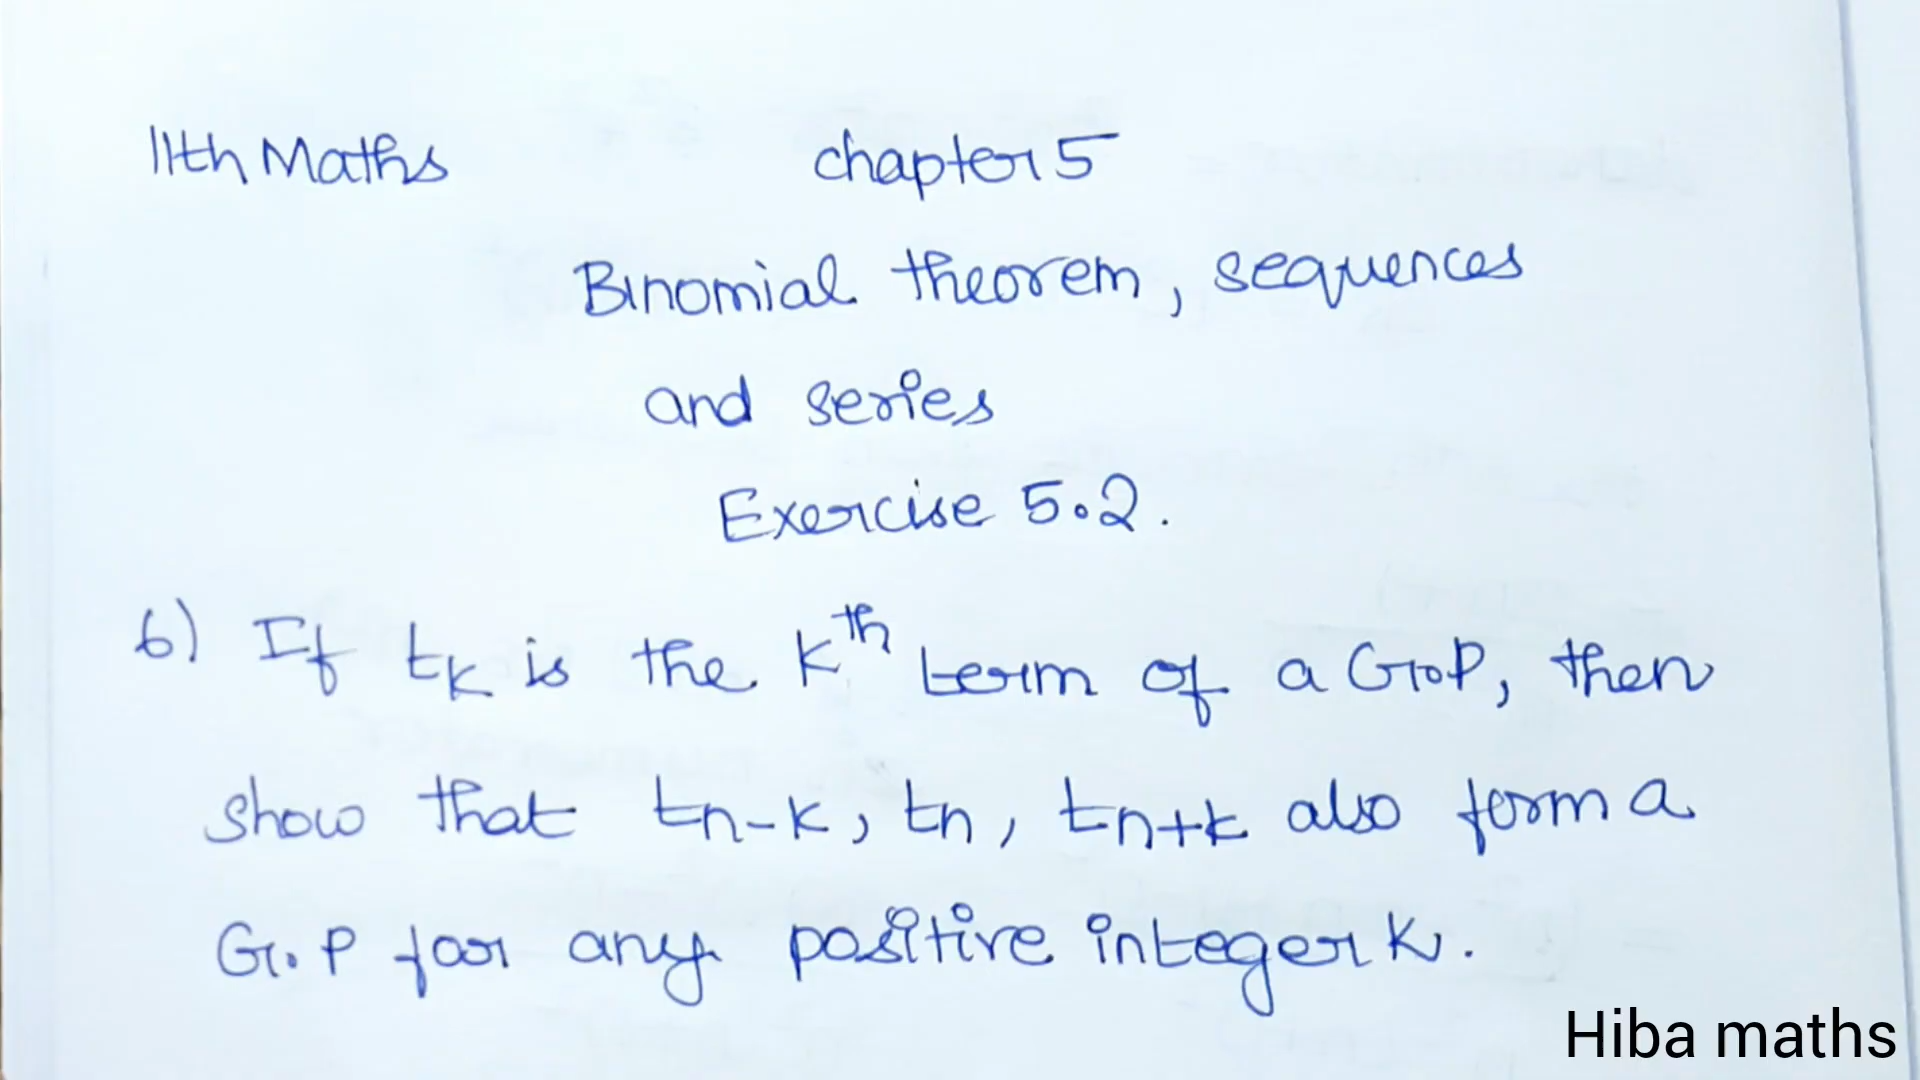 11th Maths chapter 5
Binomial theorem, sequences
and series
Exercise 5.2.
6) If tk is the kth term of a G.P, then
show that tn-k, tn, tn+k also form a
G.P for any positive integer k.
Hiba maths